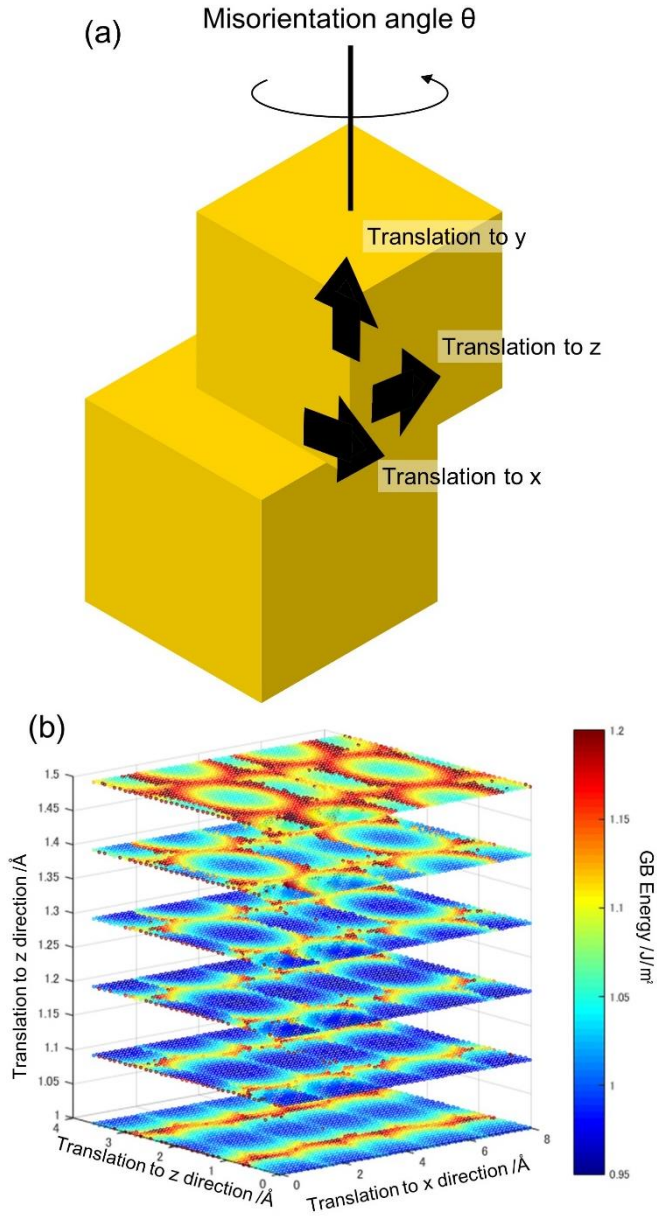 (a)
Misorientation angle θ
Translation to y
Translation to z
Translation to x
(b)
1.5
1.45
1.4
1.35
1.3
1.25
1.2
1.15
1.1
1.05
1
Translation to z direction /Å
4
3
2
1
0
Translation to z direction /Å
0
2
4
6
8
Translation to x direction /Å
1.2
1.15
1.1
1.05
1
0.95
GB Energy /J/m²